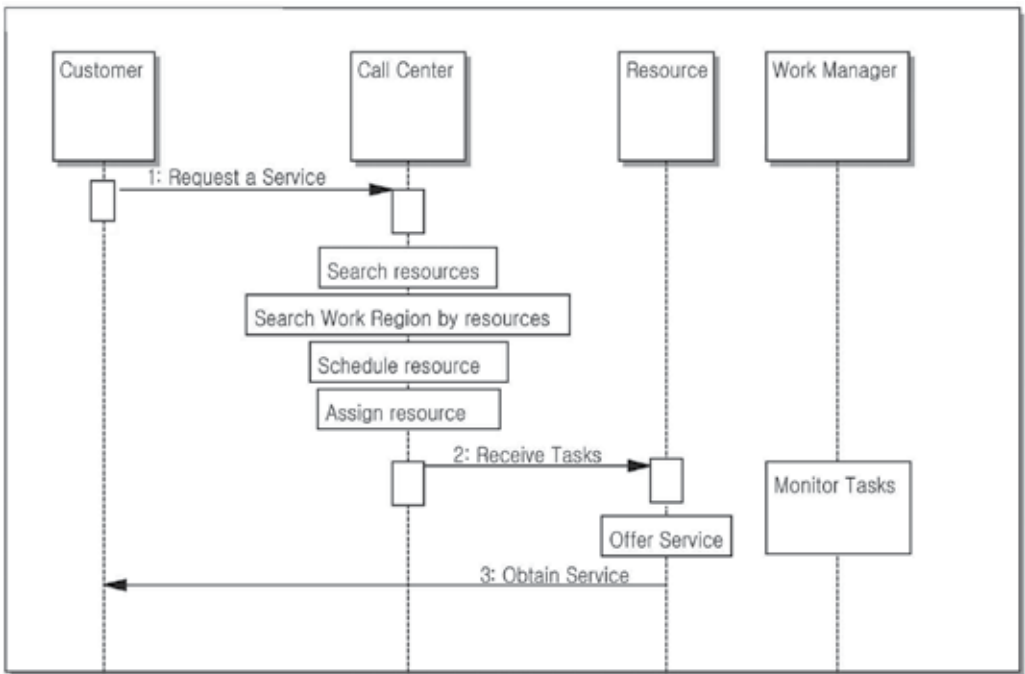 Customer
Call Center
Resource
Work Manager
1: Request a Service
Search resources
Search Work Region by resources
Schedule resource
Assign resource
2: Receive Tasks
Monitor Tasks
Offer Service
3: Obtain Service